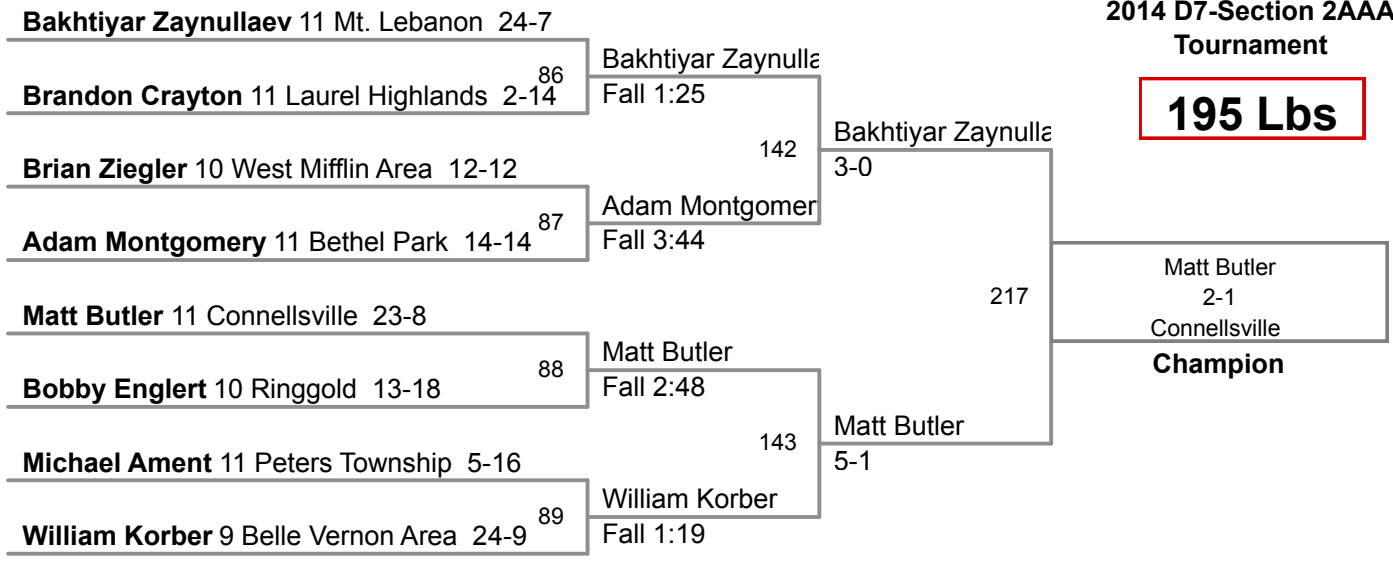 2014 D7-Section 2AAA
Tournament
195 Lbs
Bakhtiyar Zaynullaev 11 Mt. Lebanon 24-7
86
Brandon Crayton 11 Laurel Highlands 2-14
Brian Ziegler 10 West Mifflin Area 12-12
87
Adam Montgomery 11 Bethel Park 14-14
Matt Butler 11 Connellsville 23-8
88
Bobby Englert 10 Ringgold 13-18
Michael Ament 11 Peters Township 5-16
89
William Korber 9 Belle Vernon Area 24-9
Bakhtiyar Zaynulla
Fall 1:25
142
Adam Montgomer
Fall 3:44
Matt Butler
Fall 2:48
143
William Korber
Fall 1:19
Bakhtiyar Zaynulla
3-0
217
Matt Butler
5-1
Matt Butler
2-1
Connellsville
Champion